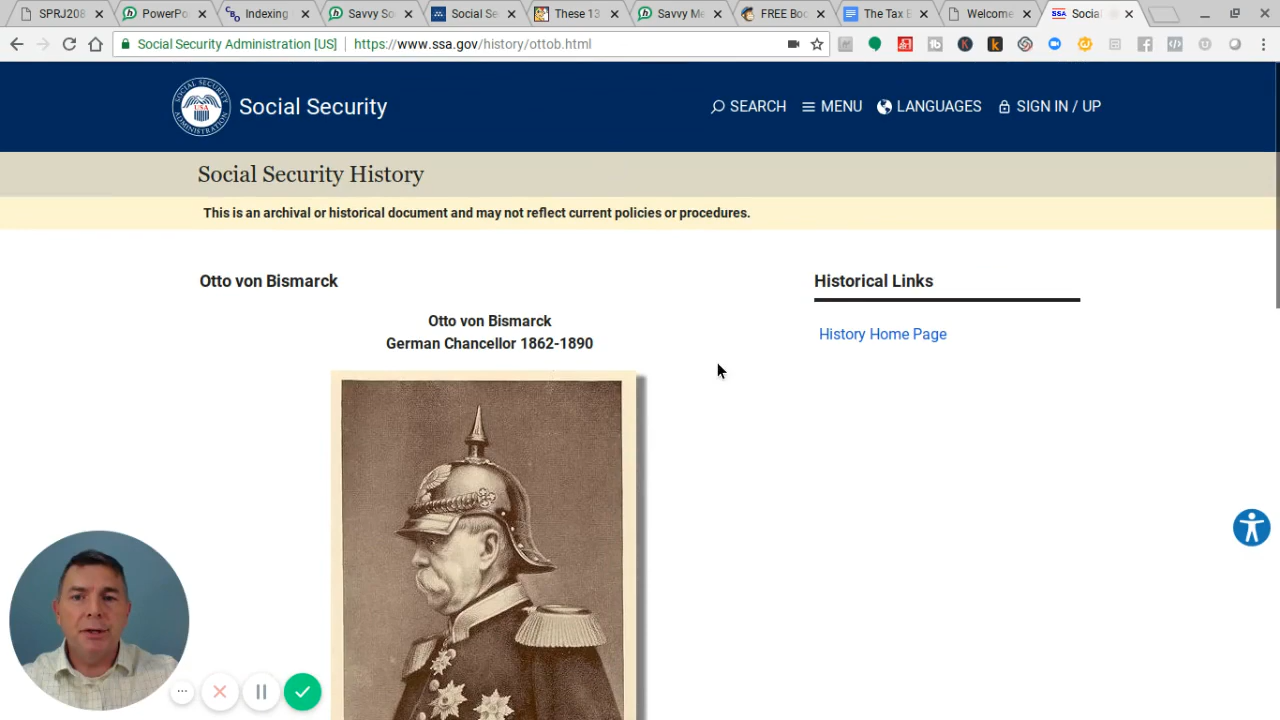 SPRJ208
PowerPo
Indexing
Savvy So
Social Se
These 13
Savvy Me
FREE Boo
The Tax E
Welcome
Social
Social Security Administration [US]
https://www.ssa.gov/history/ottob.html
Social Security
SEARCH
MENU
LANGUAGES
SIGN IN / UP
Social Security History
This is an archival or historical document and may not reflect current policies or procedures.
Otto von Bismarck
Historical Links
Otto von Bismarck
German Chancellor 1862-1890
History Home Page